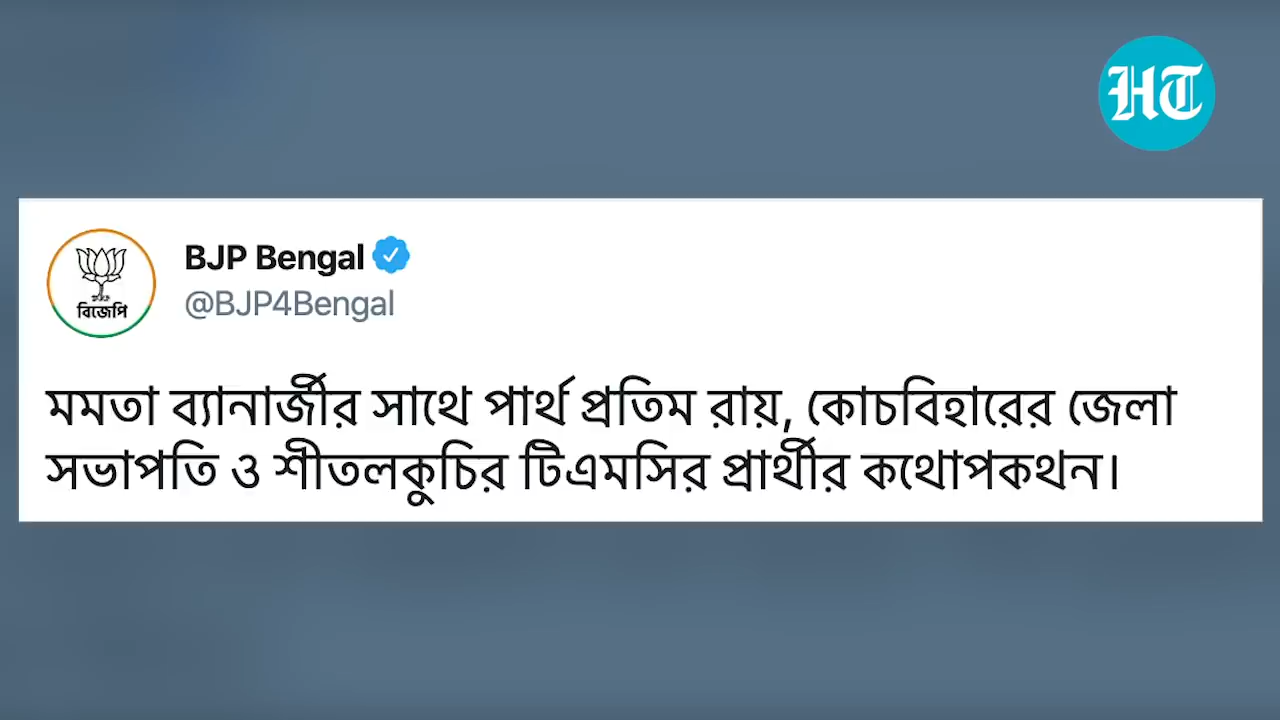 HT
BJP Bengal
@BJP4Bengal
বিজেপি
মমতা ব্যানার্জীর সাথে পার্থ প্রতিম রায়, কোচবিহারের জেলা
সভাপতি ও শীতলকুচির টিএমসির প্রার্থীর কথোপকথন।